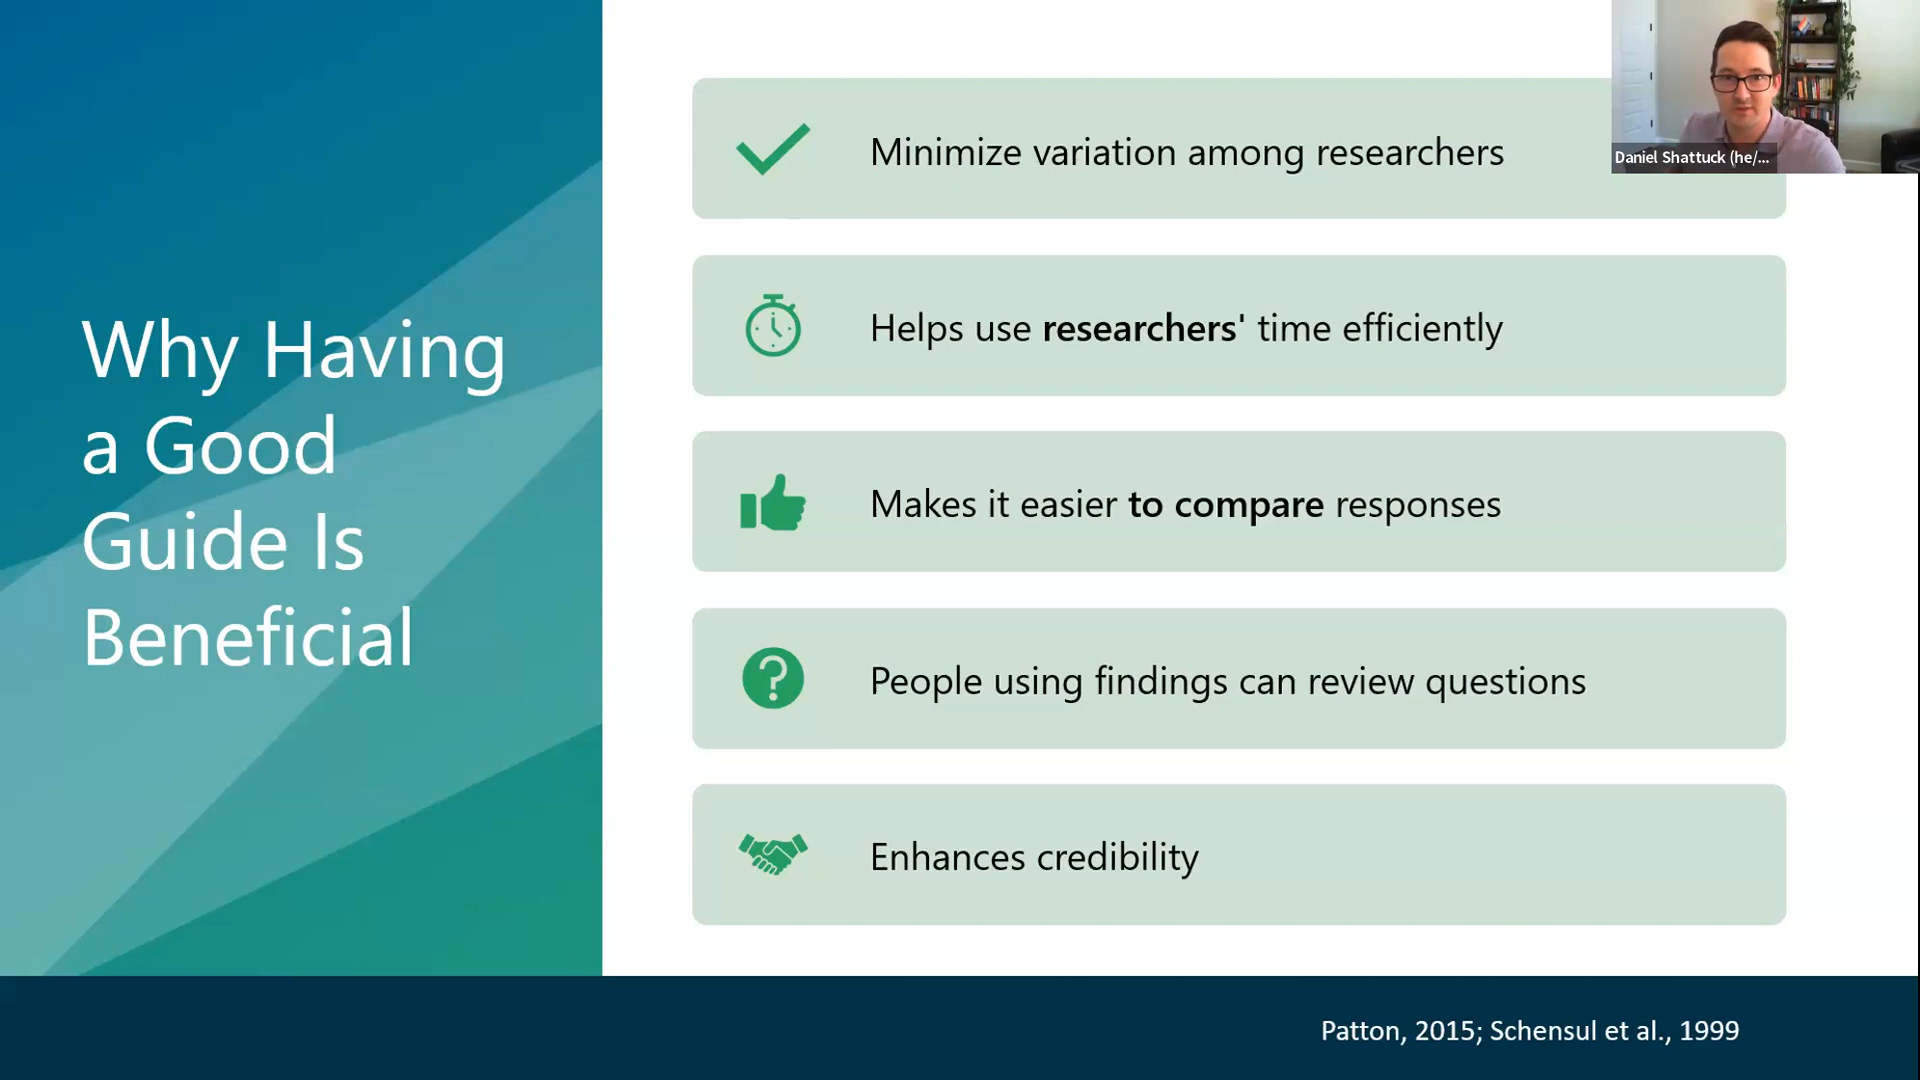 Why Having
a Good
Guide Is
Beneficial
Minimize variation among researchers
Helps use researchers' time efficiently
Makes it easier to compare responses
People using findings can review questions
Enhances credibility
Daniel Shattuck (he/...
Patton, 2015; Schensul et al., 1999